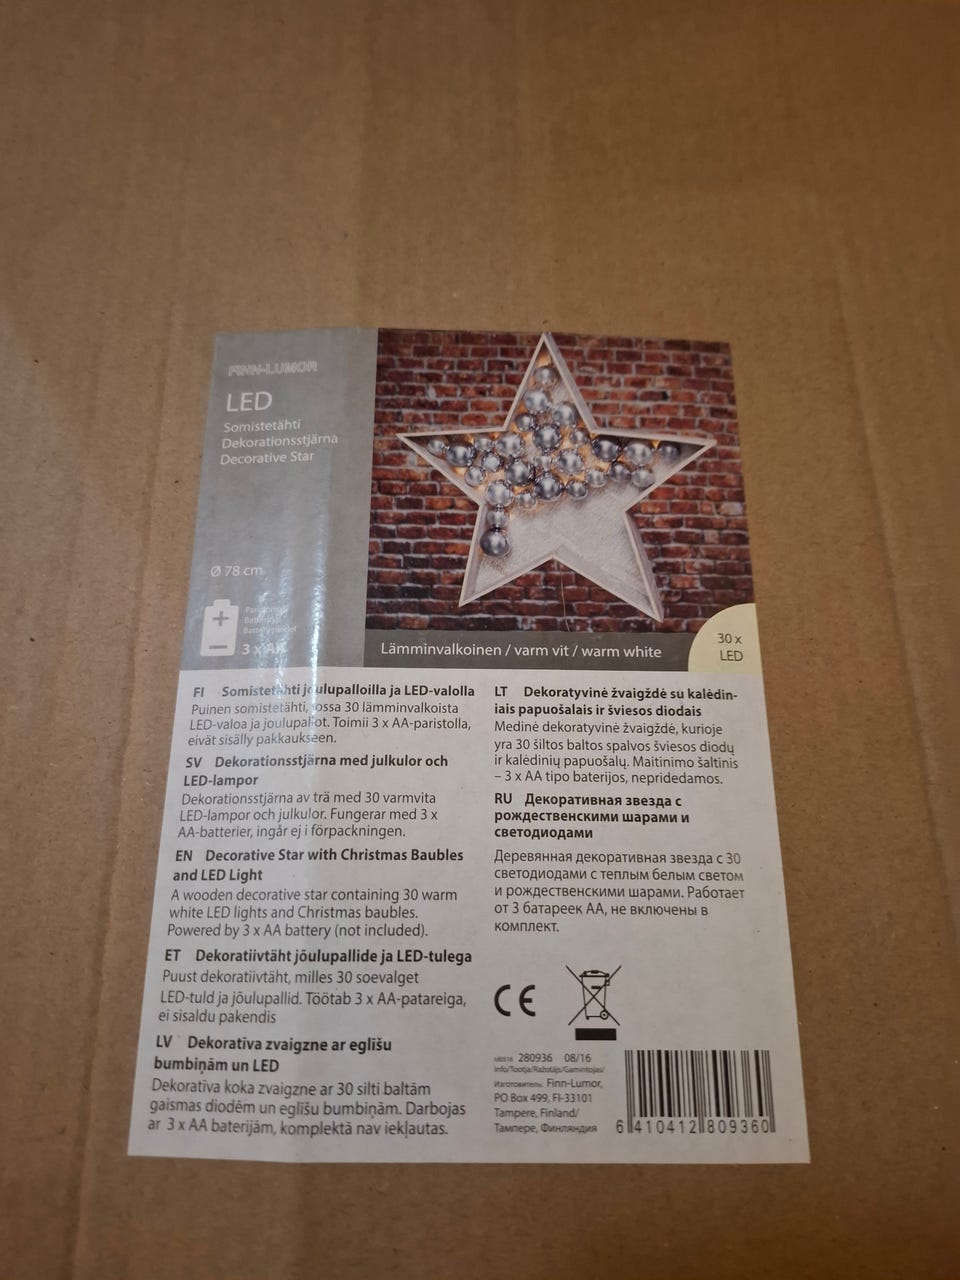 FINN-LUMOR
LED
Somistetähti
Dekorationsstjärna
Decorative Star
Ø 78 cm
3 x AA
Lämminvalkoinen / varm vit / warm white
30 x
LED
FI Somistetähti joulupalloilla ja LED-valolla
Puinen somistetähti, jossa 30 lämminvalkoista
LED-valoa ja joulupallot. Toimii 3 x AA-paristolla,
eivät sisälly pakkaukseen.
SV Dekorationsstjärna med julkulor och
LED-lampor
Dekorationsstjärna av trä med 30 varmvita
LED-lampor och julkulor. Fungerar med 3 x
AA-batterier, ingår ej i förpackningen.
EN Decorative Star with Christmas Baubles
and LED Light
A wooden decorative star containing 30 warm
white LED lights and Christmas baubles.
Powered by 3 x AA battery (not included).
ET Dekoratiivtäht jõulupallide ja LED-tulega
Puust dekoratiivtäht, milles 30 soevalget
LED-tuld ja jõulupallid. Töötab 3 x AA-patareiga,
ei sisaldu pakendis
LV Dekoratīva zvaigzne ar eglīšu
bumbiņām un LED
Dekoratīva koka zvaigzne ar 30 silti baltām
gaismas diodēm un eglīšu bumbiņām. Darbojas
ar 3 x AA baterijām, komplektā nav iekļautas.
LT Dekoratyvinė žvaigždė su kalėdin-
iais papuošalais ir šviesos diodais
Medinė dekoratyvinė žvaigždė, kurioje
yra 30 šiltos baltos spalvos šviesos diodų
ir kalėdinių papuošalų. Maitinimo šaltinis
– 3 x AA tipo baterijos, nepridedamos.
RU Декоративная звезда с
рождественскими шарами и
светодиодами
Деревянная декоративная звезда с 30
светодиодами с теплым белым светом
и рождественскими шарами. Работает
от 3 батареек AA, не включены в
комплект.
CE
280936 08/16
Info/Tootja/Ražotājs/Gamintojas/
Изготовитель: Finn-Lumor,
PO Box 499, FI-33101
Tampere, Finland/
Тампере, Финляндия
6 410412 809360